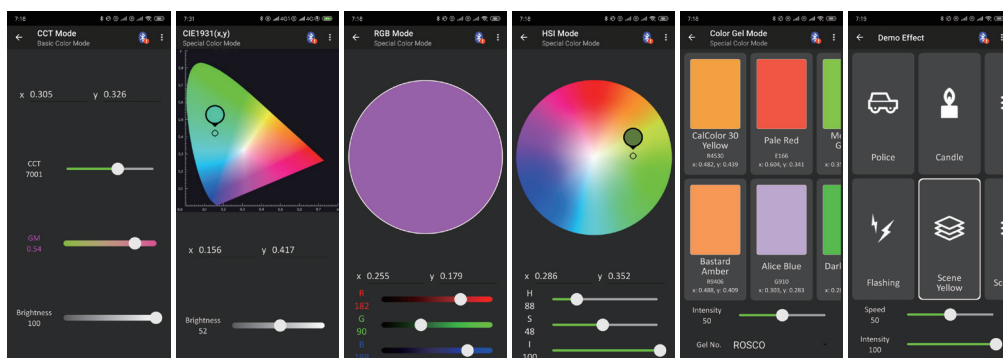 7:18
CCT Mode
Basic Color Mode
x 0.305 y 0.326
CCT
7001
GM
0.54
Brightness
100
7:31
4G
CIE1931(x,y)
Special Color Mode
x 0.156 y 0.417
Brightness
52
7:18
RGB Mode
Special Color Mode
x 0.255 y 0.179
R
182
G
90
B
7:18
HSI Mode
Special Color Mode
x 0.286 y 0.352
H
88
S
48
I
100
7:18
Color Gel Mode
Special Color Mode
CalColor 30
Yellow
R4530
x: 0.482, y: 0.439
Pale Red
E166
x: 0.604, y: 0.341
Bastard
Amber
R9406
x: 0.488, y: 0.409
Alice Blue
G910
x: 0.303, y: 0.283
Intensity
50
Gel No. ROSCO
7:19
Demo Effect
Police
Candle
Flashing
Scene
Yellow
Speed
50
Intensity
100